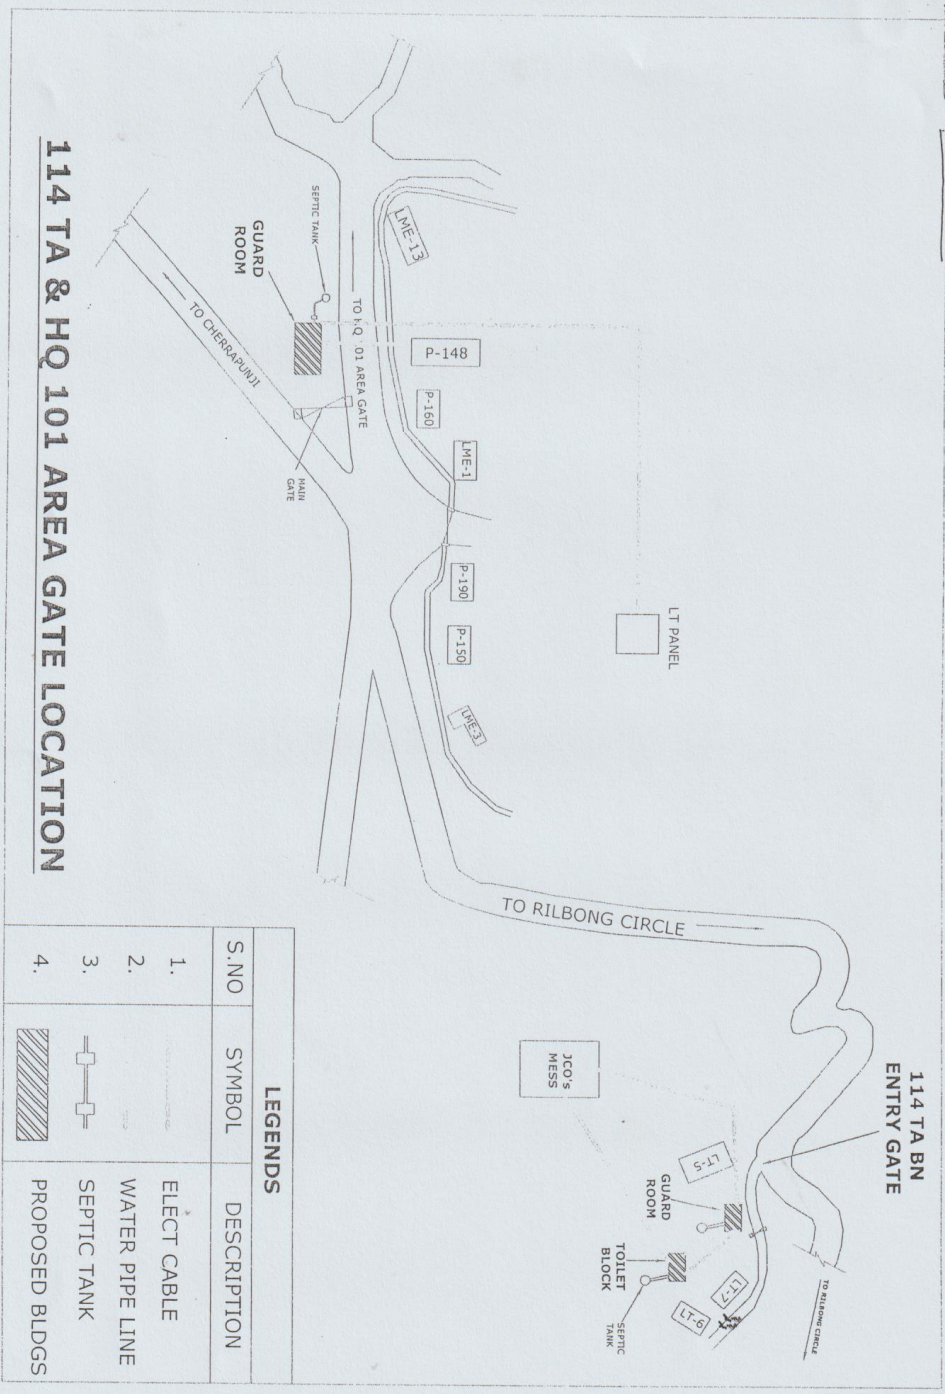 114 TA BN
ENTRY GATE
LT PANEL
LME-13
P-148
P-160
LME-1
P-190
P-150
LME-3
SEPTIC TANK
GUARD
ROOM
TO HQ 101 AREA GATE
TO CHERRAPUNJI
MAIN
GATE
TO RILBONG CIRCLE
JCO's
MESS
LT-5
GUARD
ROOM
TOILET
BLOCK
SEPTIC
TANK
LT-7
LT-6
TO RILBONG CIRCLE
114 TA & HQ 101 AREA GATE LOCATION
LEGENDS
S.NO SYMBOL DESCRIPTION
1. ELECT CABLE
2. WATER PIPE LINE
3. SEPTIC TANK
4. PROPOSED BLDGS